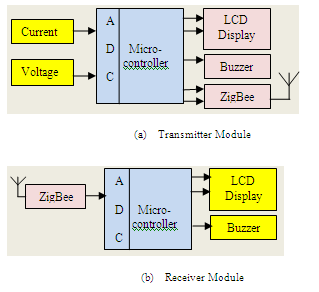 Current
Voltage
A
D
C
Micro-
controller
LCD
Display
Buzzer
ZigBee
(a) Transmitter Module
ZigBee
A
D
C
Micro-
controller
LCD
Display
Buzzer
(b) Receiver Module